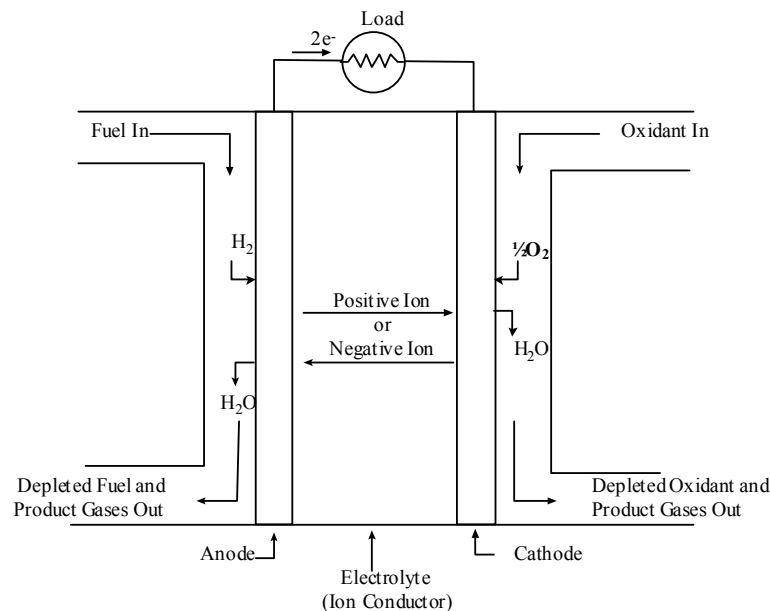 Load
2e-
Fuel In
Oxidant In
H2
½O2
Positive Ion
or
Negative Ion
H2O
H2O
Depleted Fuel and
Product Gases Out
Depleted Oxidant and
Product Gases Out
Anode
Cathode
Electrolyte
(Ion Conductor)